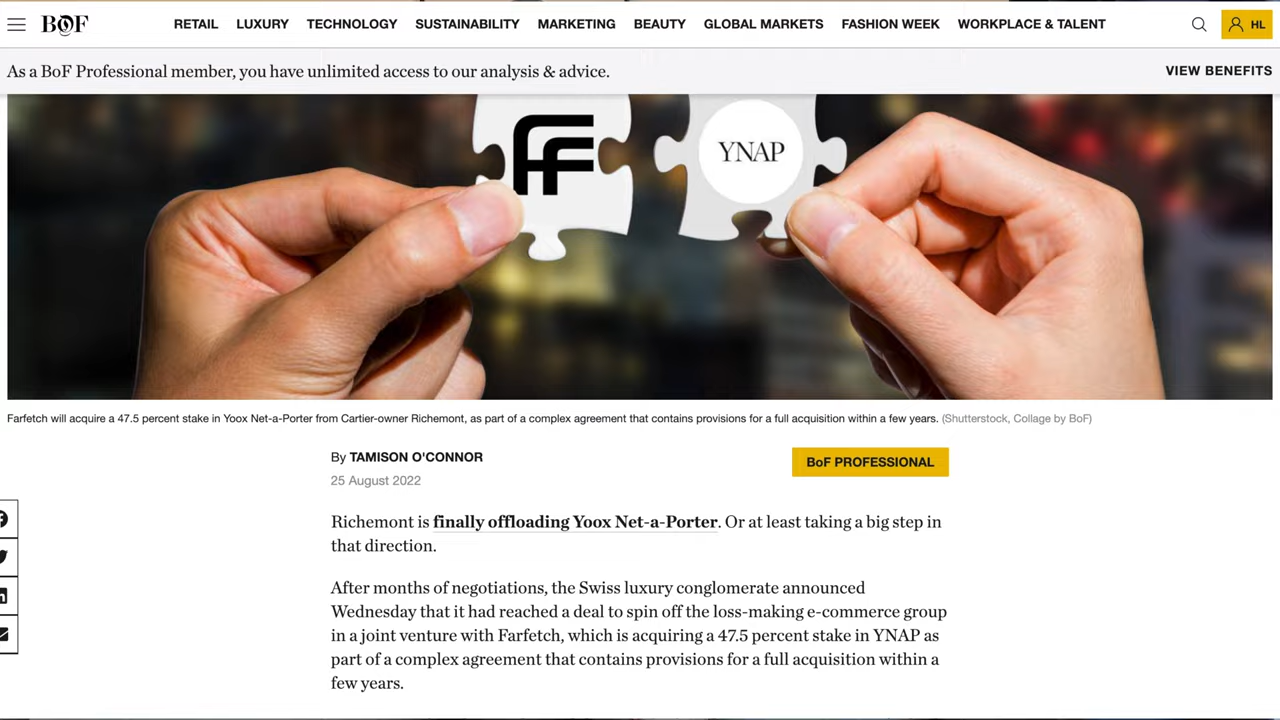 BOF
RETAIL LUXURY TECHNOLOGY SUSTAINABILITY MARKETING BEAUTY GLOBAL MARKETS FASHION WEEK WORKPLACE & TALENT
HL
As a BoF Professional member, you have unlimited access to our analysis & advice.
VIEW BENEFITS
YNAP
Farfetch will acquire a 47.5 percent stake in Yoox Net-a-Porter from Cartier-owner Richemont, as part of a complex agreement that contains provisions for a full acquisition within a few years. (Shutterstock, Collage by BoF)
By TAMISON O'CONNOR
BoF PROFESSIONAL
25 August 2022
Richemont is finally offloading Yoox Net-a-Porter. Or at least taking a big step in
that direction.
After months of negotiations, the Swiss luxury conglomerate announced
Wednesday that it had reached a deal to spin off the loss-making e-commerce group
in a joint venture with Farfetch, which is acquiring a 47.5 percent stake in YNAP as
part of a complex agreement that contains provisions for a full acquisition within a
few years.